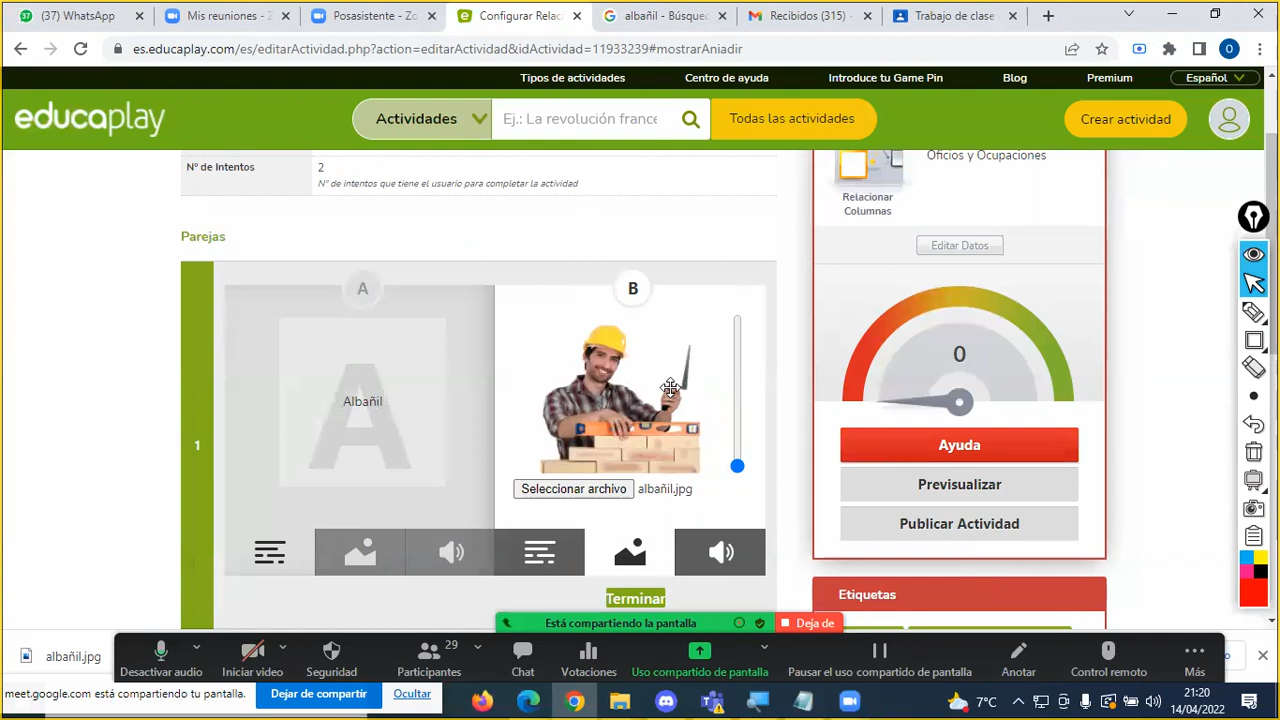 (37) WhatsApp
Mis reuniones - Z
Posasistente - Zo
Configurar Relac
albañil - Búsque
Recibidos (315) -
Trabajo de clase
es.educaplay.com/es/editarActividad.php?action=editarActividad&idActividad=11933239#mostrarAniadir
O
Tipos de actividades
Centro de ayuda
Introduce tu Game Pin
Blog
Premium
Español
educaplay
Actividades
Ej.: La revolución france
Todas las actividades
Crear actividad
Nº de Intentos
2
Nº de intentos que tiene el usuario para completar la actividad
Oficios y Ocupaciones
Relacionar
Columnas
Editar Datos
Parejas
A
B
A
Albañil
1
Seleccionar archivo albañil.jpg
Terminar
0
Ayuda
Previsualizar
Publicar Actividad
Etiquetas
Está compartiendo la pantalla
Deja de
albañil.jpg
Desactivar audio
Iniciar video
Seguridad
29
Participantes
Chat
Votaciones
Uso compartido de pantalla
Pausar el uso compartido de pantalla
Anotar
Control remoto
Más
meet.google.com está compartiendo tu pantalla.
Dejar de compartir
Ocultar
7°C
21:20
14/04/2022